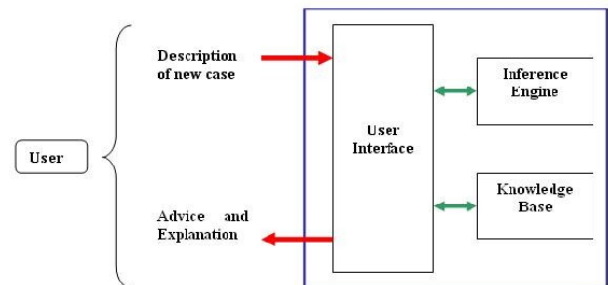 Description
of new case
User
Advice and
Explanation
User
Interface
Inference
Engine
Knowledge
Base